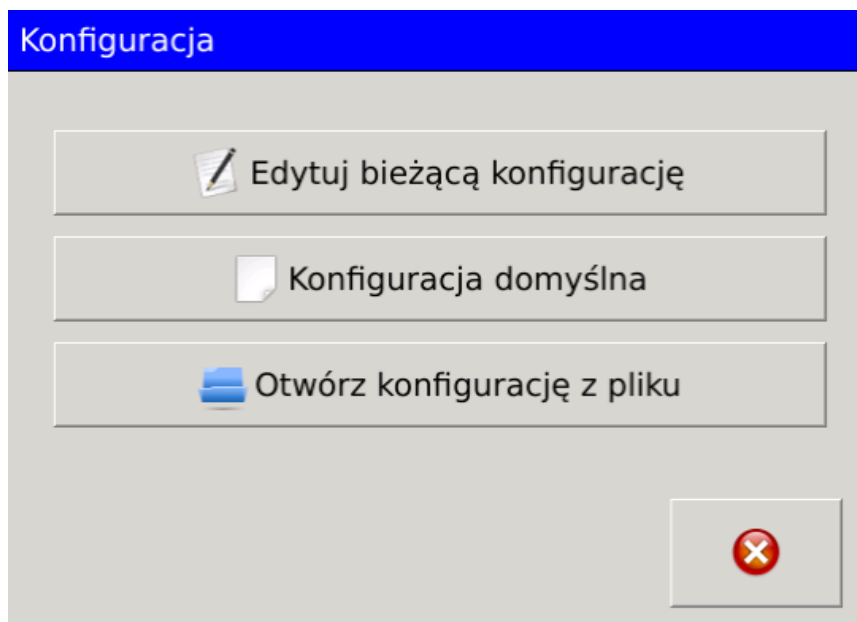 Konfiguracja
Edytuj bieżącą konfigurację
Konfiguracja domyślna
Otwórz konfigurację z pliku